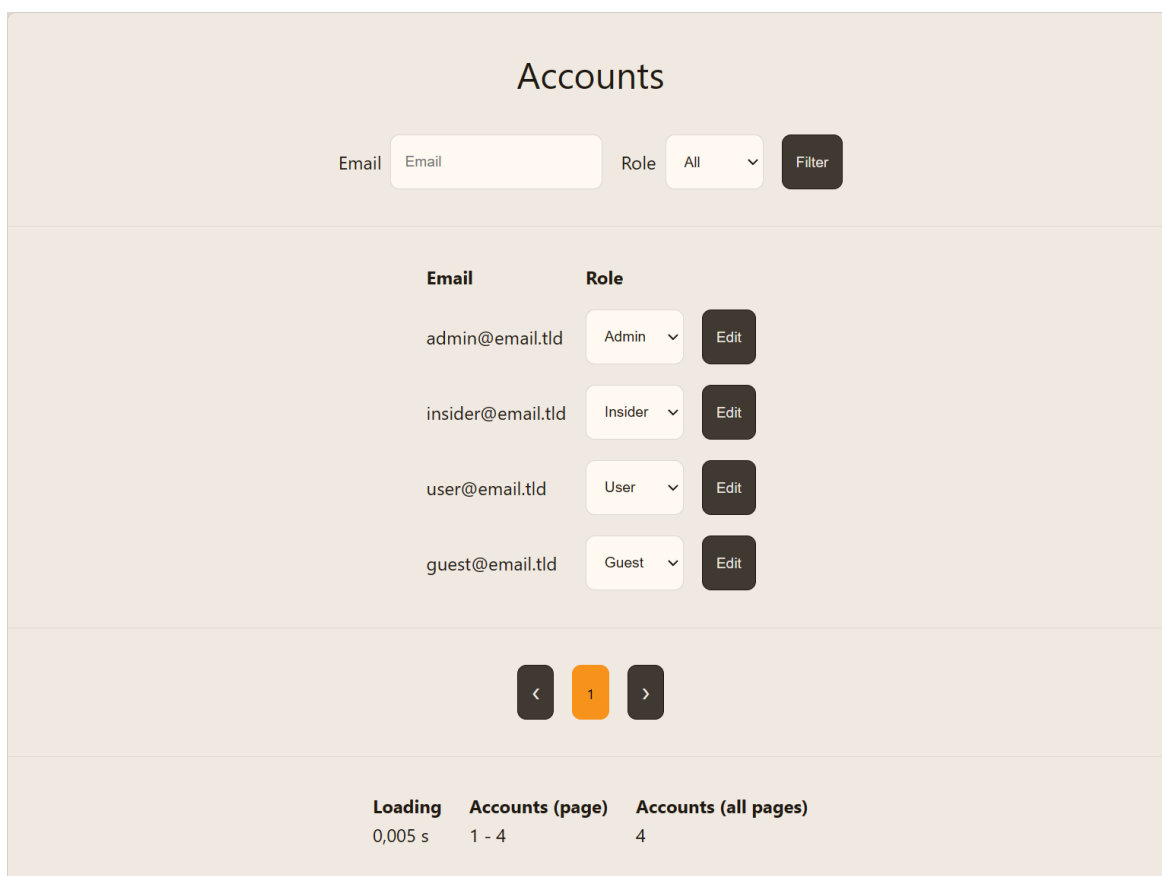 Accounts
Email Email Role All Filter
Email Role
admin@email.tld Admin Edit
insider@email.tld Insider Edit
user@email.tld User Edit
guest@email.tld Guest Edit
‹ 1 ›
Loading Accounts (page) Accounts (all pages)
0,005 s 1 - 4 4